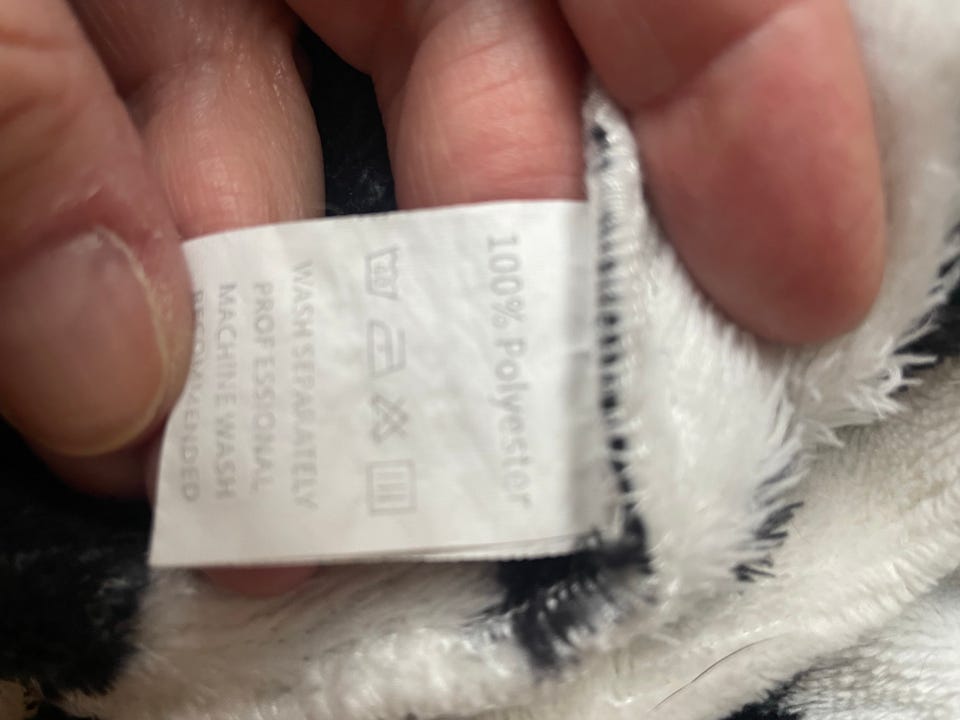 100% Polyester
WASH SEPARATELY
PROFESSIONAL
MACHINE WASH
RECOMMENDED